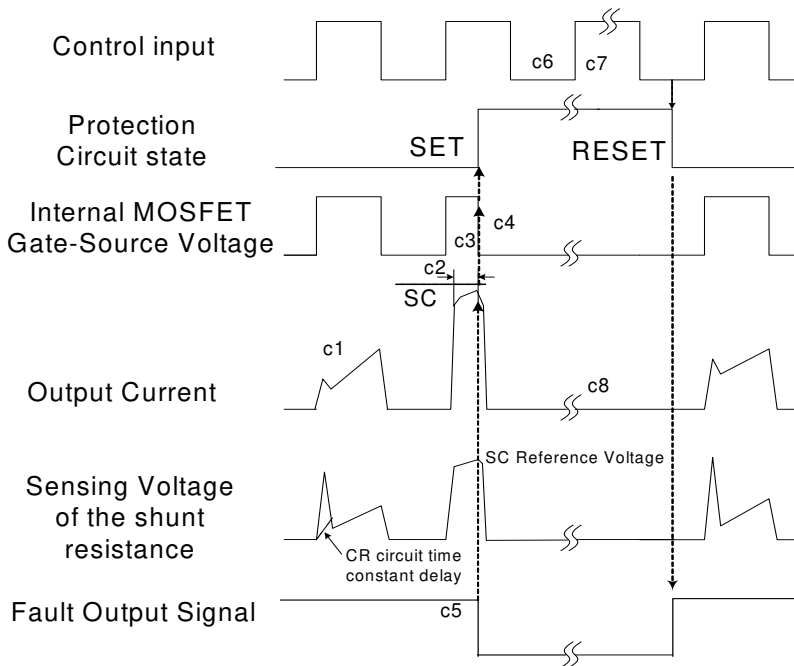 Control input
c6
c7
Protection
Circuit state
SET
RESET
Internal MOSFET
Gate-Source Voltage
c3
c4
c2
SC
c1
Output Current
c8
SC Reference Voltage
Sensing Voltage
of the shunt
resistance
CR circuit time
constant delay
Fault Output Signal
c5